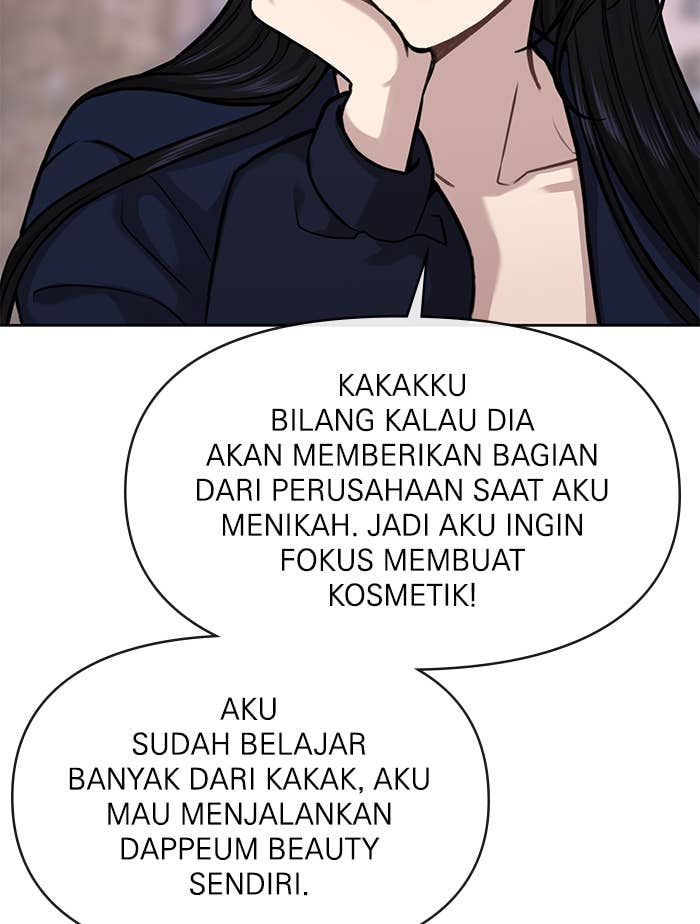 KAKAKKU
BILANG KALAU DIA
AKAN MEMBERIKAN BAGIAN
DARI PERUSAHAAN SAAT AKU
MENIKAH. JADI AKU INGIN
FOKUS MEMBUAT
KOSMETIK!
AKU
SUDAH BELAJAR
BANYAK DARI KAKAK, AKU
MAU MENJALANKAN
DAPPEUM BEAUTY
SENDIRI.